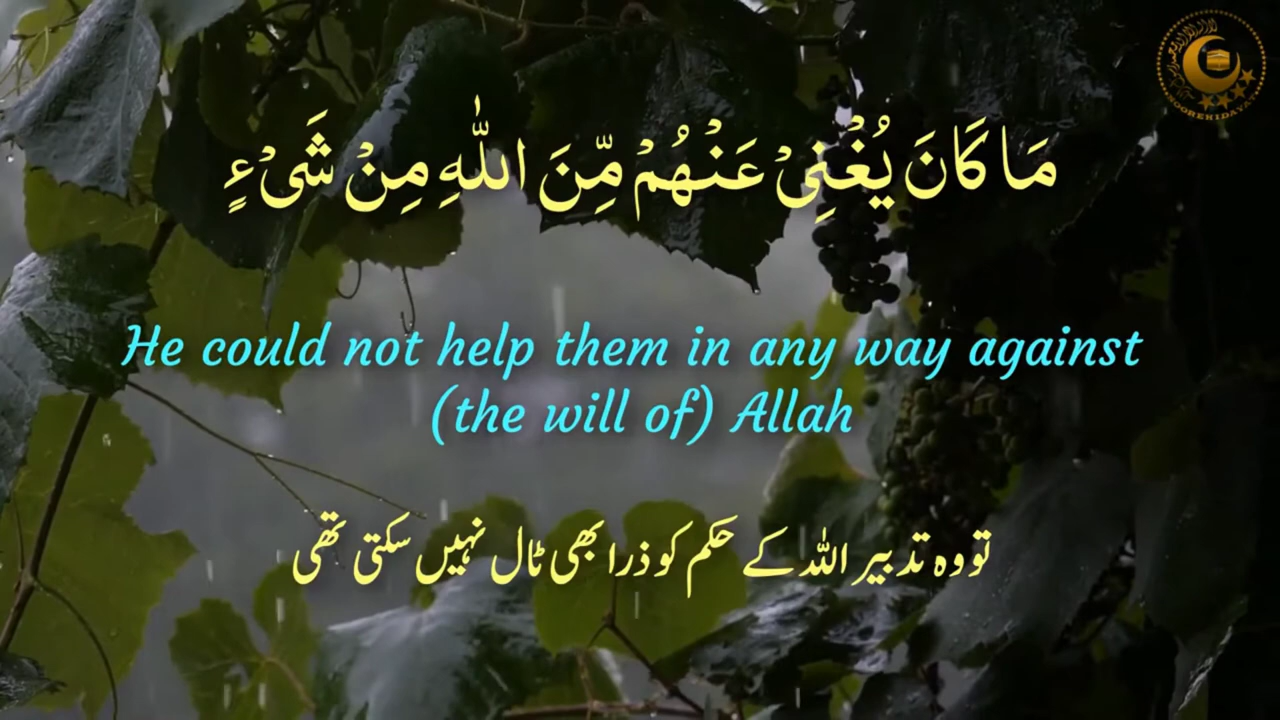 مَا كَانَ يُغْنِىْ عَنْهُمْ مِّنَ اللّٰهِ مِنْ شَىْءٍ
He could not help them in any way against
(the will of) Allah
تو وہ تدبیر اللہ کے حکم کو ذرا بھی ٹال نہیں سکتی تھی
NOOREHIDAYAT